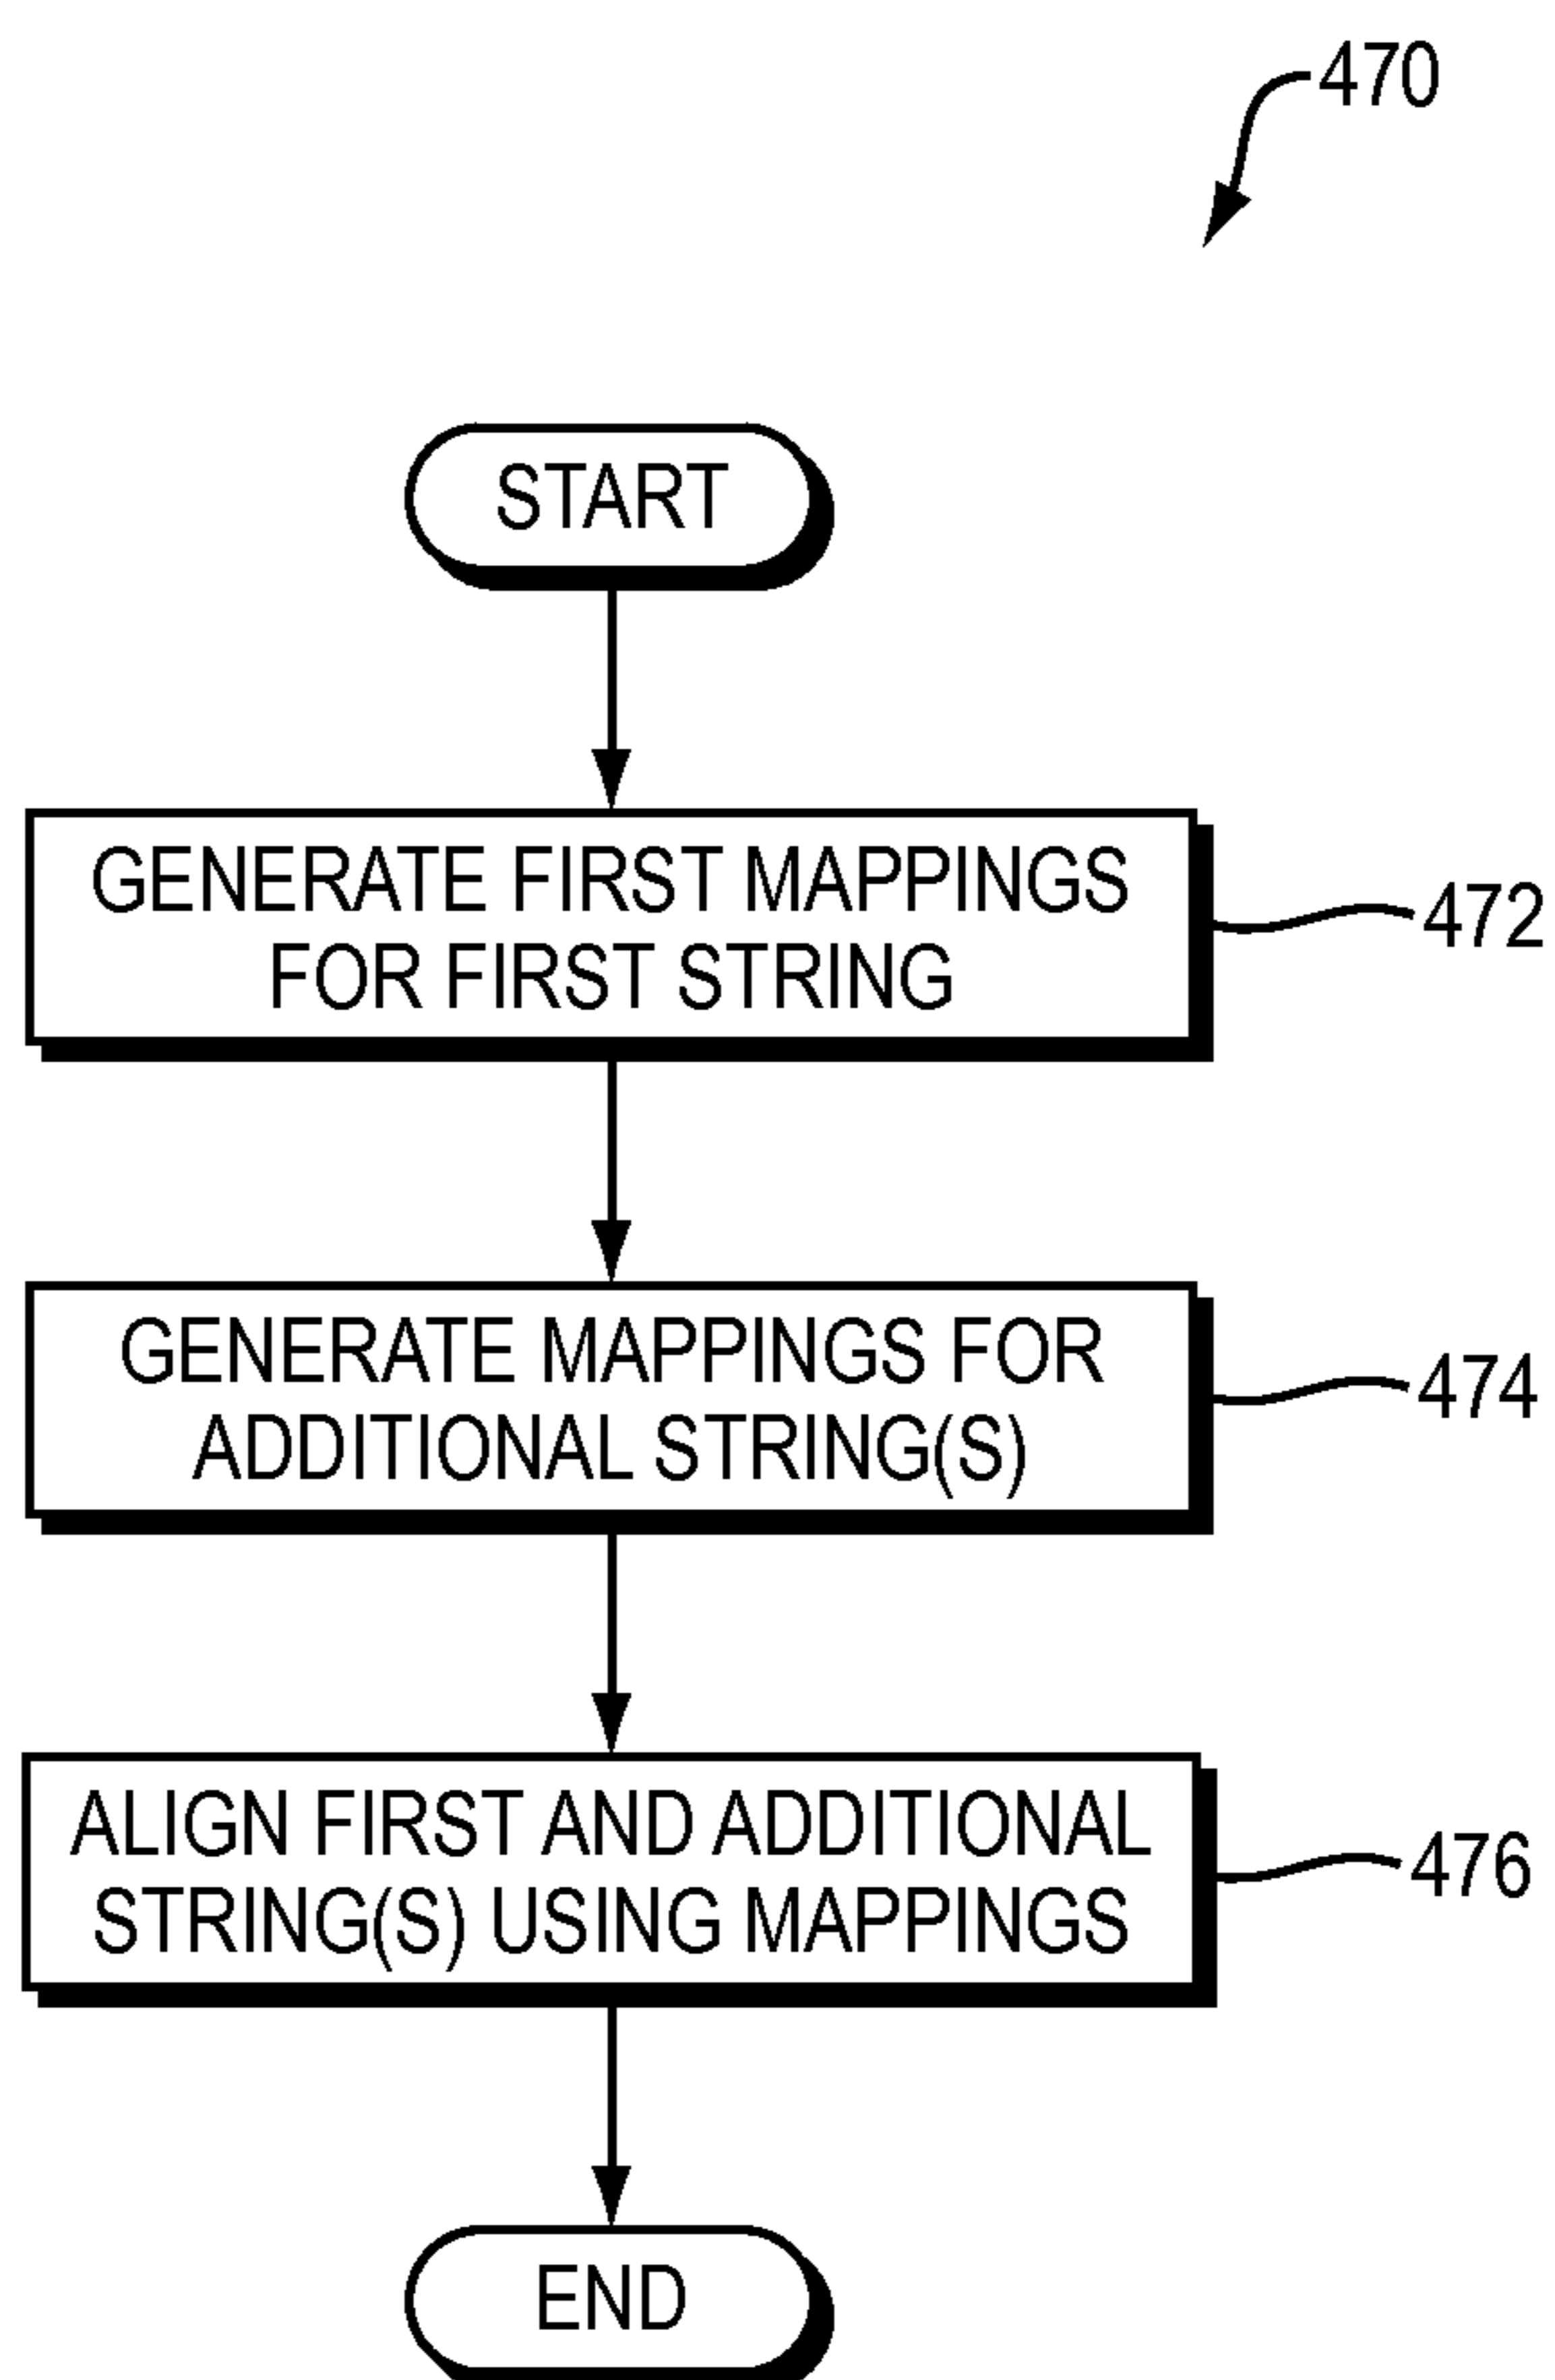 470
START
GENERATE FIRST MAPPINGS
FOR FIRST STRING
472
GENERATE MAPPINGS FOR
ADDITIONAL STRING(S)
474
ALIGN FIRST AND ADDITIONAL
STRING(S) USING MAPPINGS
476
END